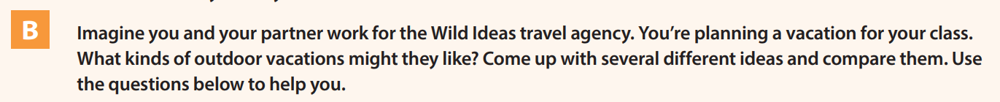 B
Imagine you and your partner work for the Wild Ideas travel agency. You’re planning a vacation for your class.
What kinds of outdoor vacations might they like? Come up with several different ideas and compare them. Use
the questions below to help you.